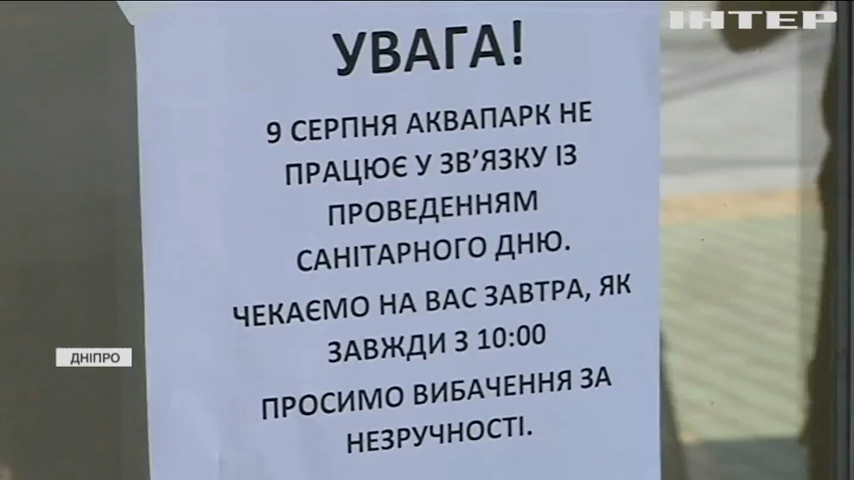 ІНТЕР
УВАГА!
9 СЕРПНЯ АКВАПАРК НЕ
ПРАЦЮЄ У ЗВ’ЯЗКУ ІЗ
ПРОВЕДЕННЯМ
САНІТАРНОГО ДНЮ.
ЧЕКАЄМО НА ВАС ЗАВТРА, ЯК
ЗАВЖДИ З 10:00
ПРОСИМО ВИБАЧЕННЯ ЗА
НЕЗРУЧНОСТІ.
ДНІПРО